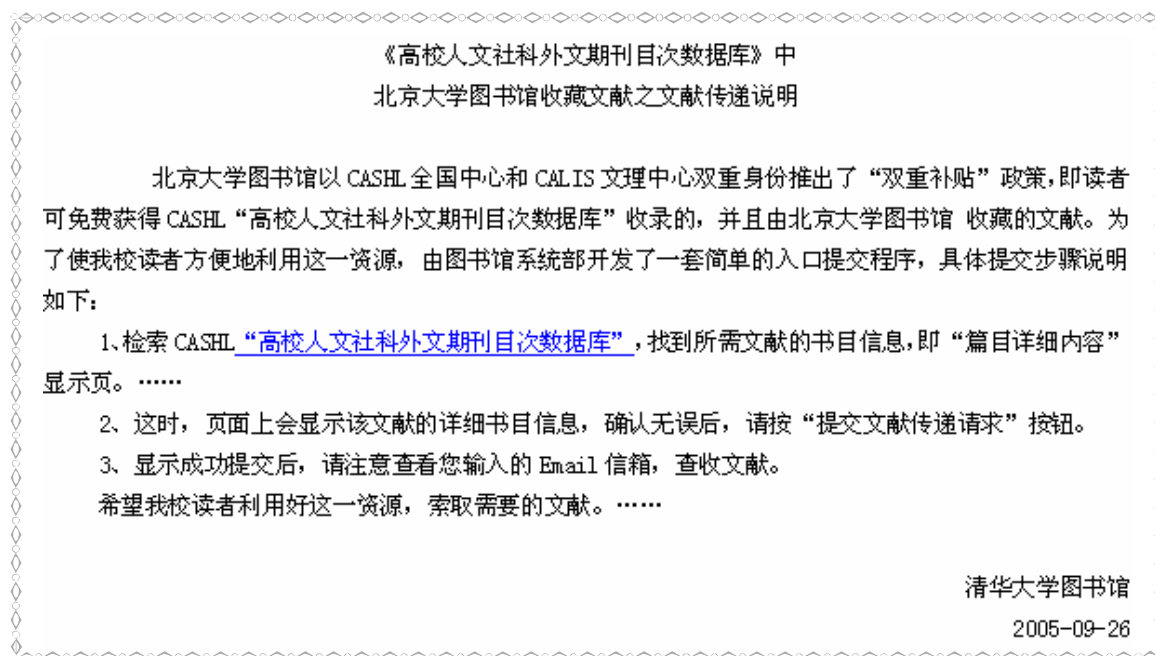 《高校人文社科外文期刊目次数据库》中
北京大学图书馆收藏文献之文献传递说明
北京大学图书馆以 CASHL 全国中心和 CALIS 文理中心双重身份推出了“双重补贴”政策,即读者
可免费获得 CASHL“高校人文社科外文期刊目次数据库”收录的，并且由北京大学图书馆 收藏的文献。为
了使我校读者方便地利用这一资源，由图书馆系统部开发了一套简单的入口提交程序，具体提交步骤说明
如下：
1、检索 CASHL“高校人文社科外文期刊目次数据库”,找到所需文献的书目信息,即“篇目详细内容”
显示页。……
2、这时，页面上会显示该文献的详细书目信息，确认无误后，请按“提交文献传递请求”按钮。
3、显示成功提交后，请注意查看您输入的 Email 信箱，查收文献。
希望我校读者利用好这一资源，索取需要的文献。……
清华大学图书馆
2005-09-26